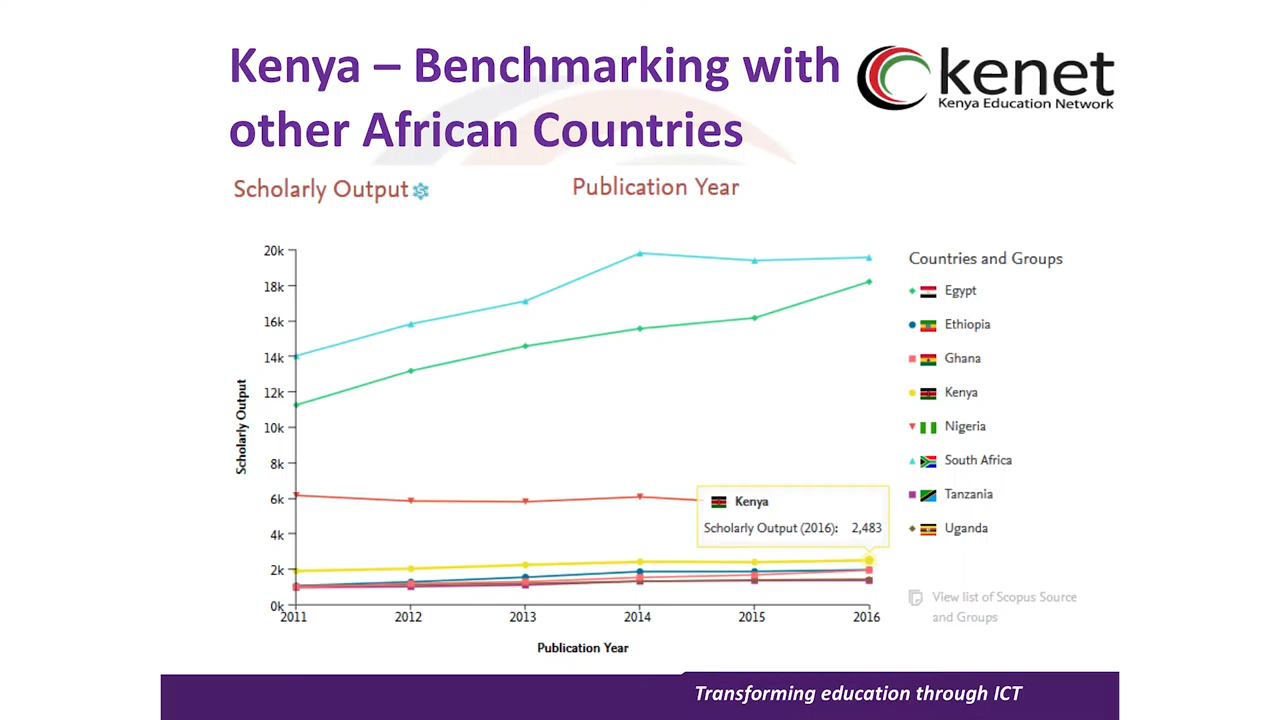 Kenya – Benchmarking with
other African Countries
kenet
Kenya Education Network
Scholarly Output
Publication Year
20k
18k
16k
14k
12k
10k
8k
6k
4k
2k
0k
Scholarly Output
2011
2012
2013
2014
2015
2016
Publication Year
Kenya
Scholarly Output (2016): 2,483
Countries and Groups
Egypt
Ethiopia
Ghana
Kenya
Nigeria
South Africa
Tanzania
Uganda
View list of Scopus Source
and Groups
Transforming education through ICT